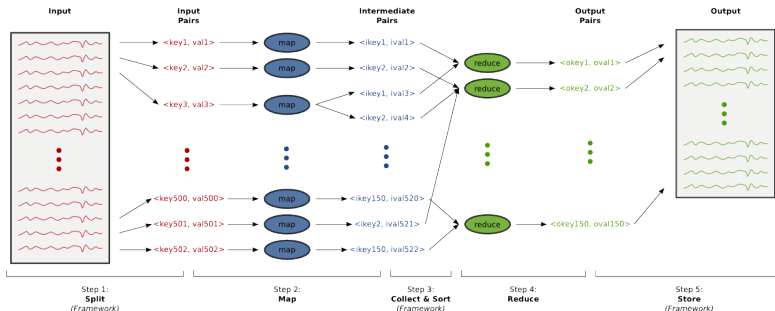 Input
Input
Pairs
Intermediate
Pairs
Output
Pairs
Output
<key1, val1>
map
<ikey1, ival1>
<key2, val2>
map
<ikey2, ival2>
reduce
<okey1, oval1>
<key3, val3>
map
<ikey1, ival3>
<ikey2, ival4>
reduce
<okey2, oval2>
<key500, val500>
map
<ikey150, ival520>
<key501, val501>
map
<ikey2, ival521>
reduce
<okey150, oval150>
<key502, val502>
map
<ikey150, ival522>
Step 1:
Split
(Framework)
Step 2:
Map
Step 3:
Collect & Sort
(Framework)
Step 4:
Reduce
Step 5:
Store
(Framework)